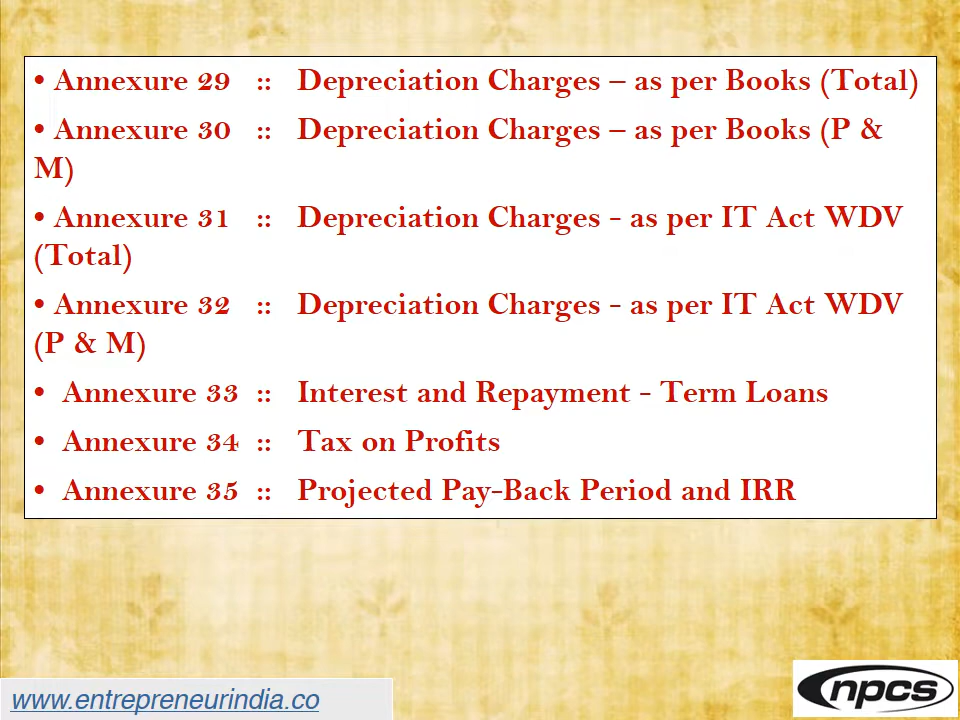 • Annexure 29 :: Depreciation Charges – as per Books (Total)
• Annexure 30 :: Depreciation Charges – as per Books (P &
M)
• Annexure 31 :: Depreciation Charges - as per IT Act WDV
(Total)
• Annexure 32 :: Depreciation Charges - as per IT Act WDV
(P & M)
• Annexure 33 :: Interest and Repayment - Term Loans
• Annexure 34 :: Tax on Profits
• Annexure 35 :: Projected Pay-Back Period and IRR
www.entrepreneurindia.co
npcs